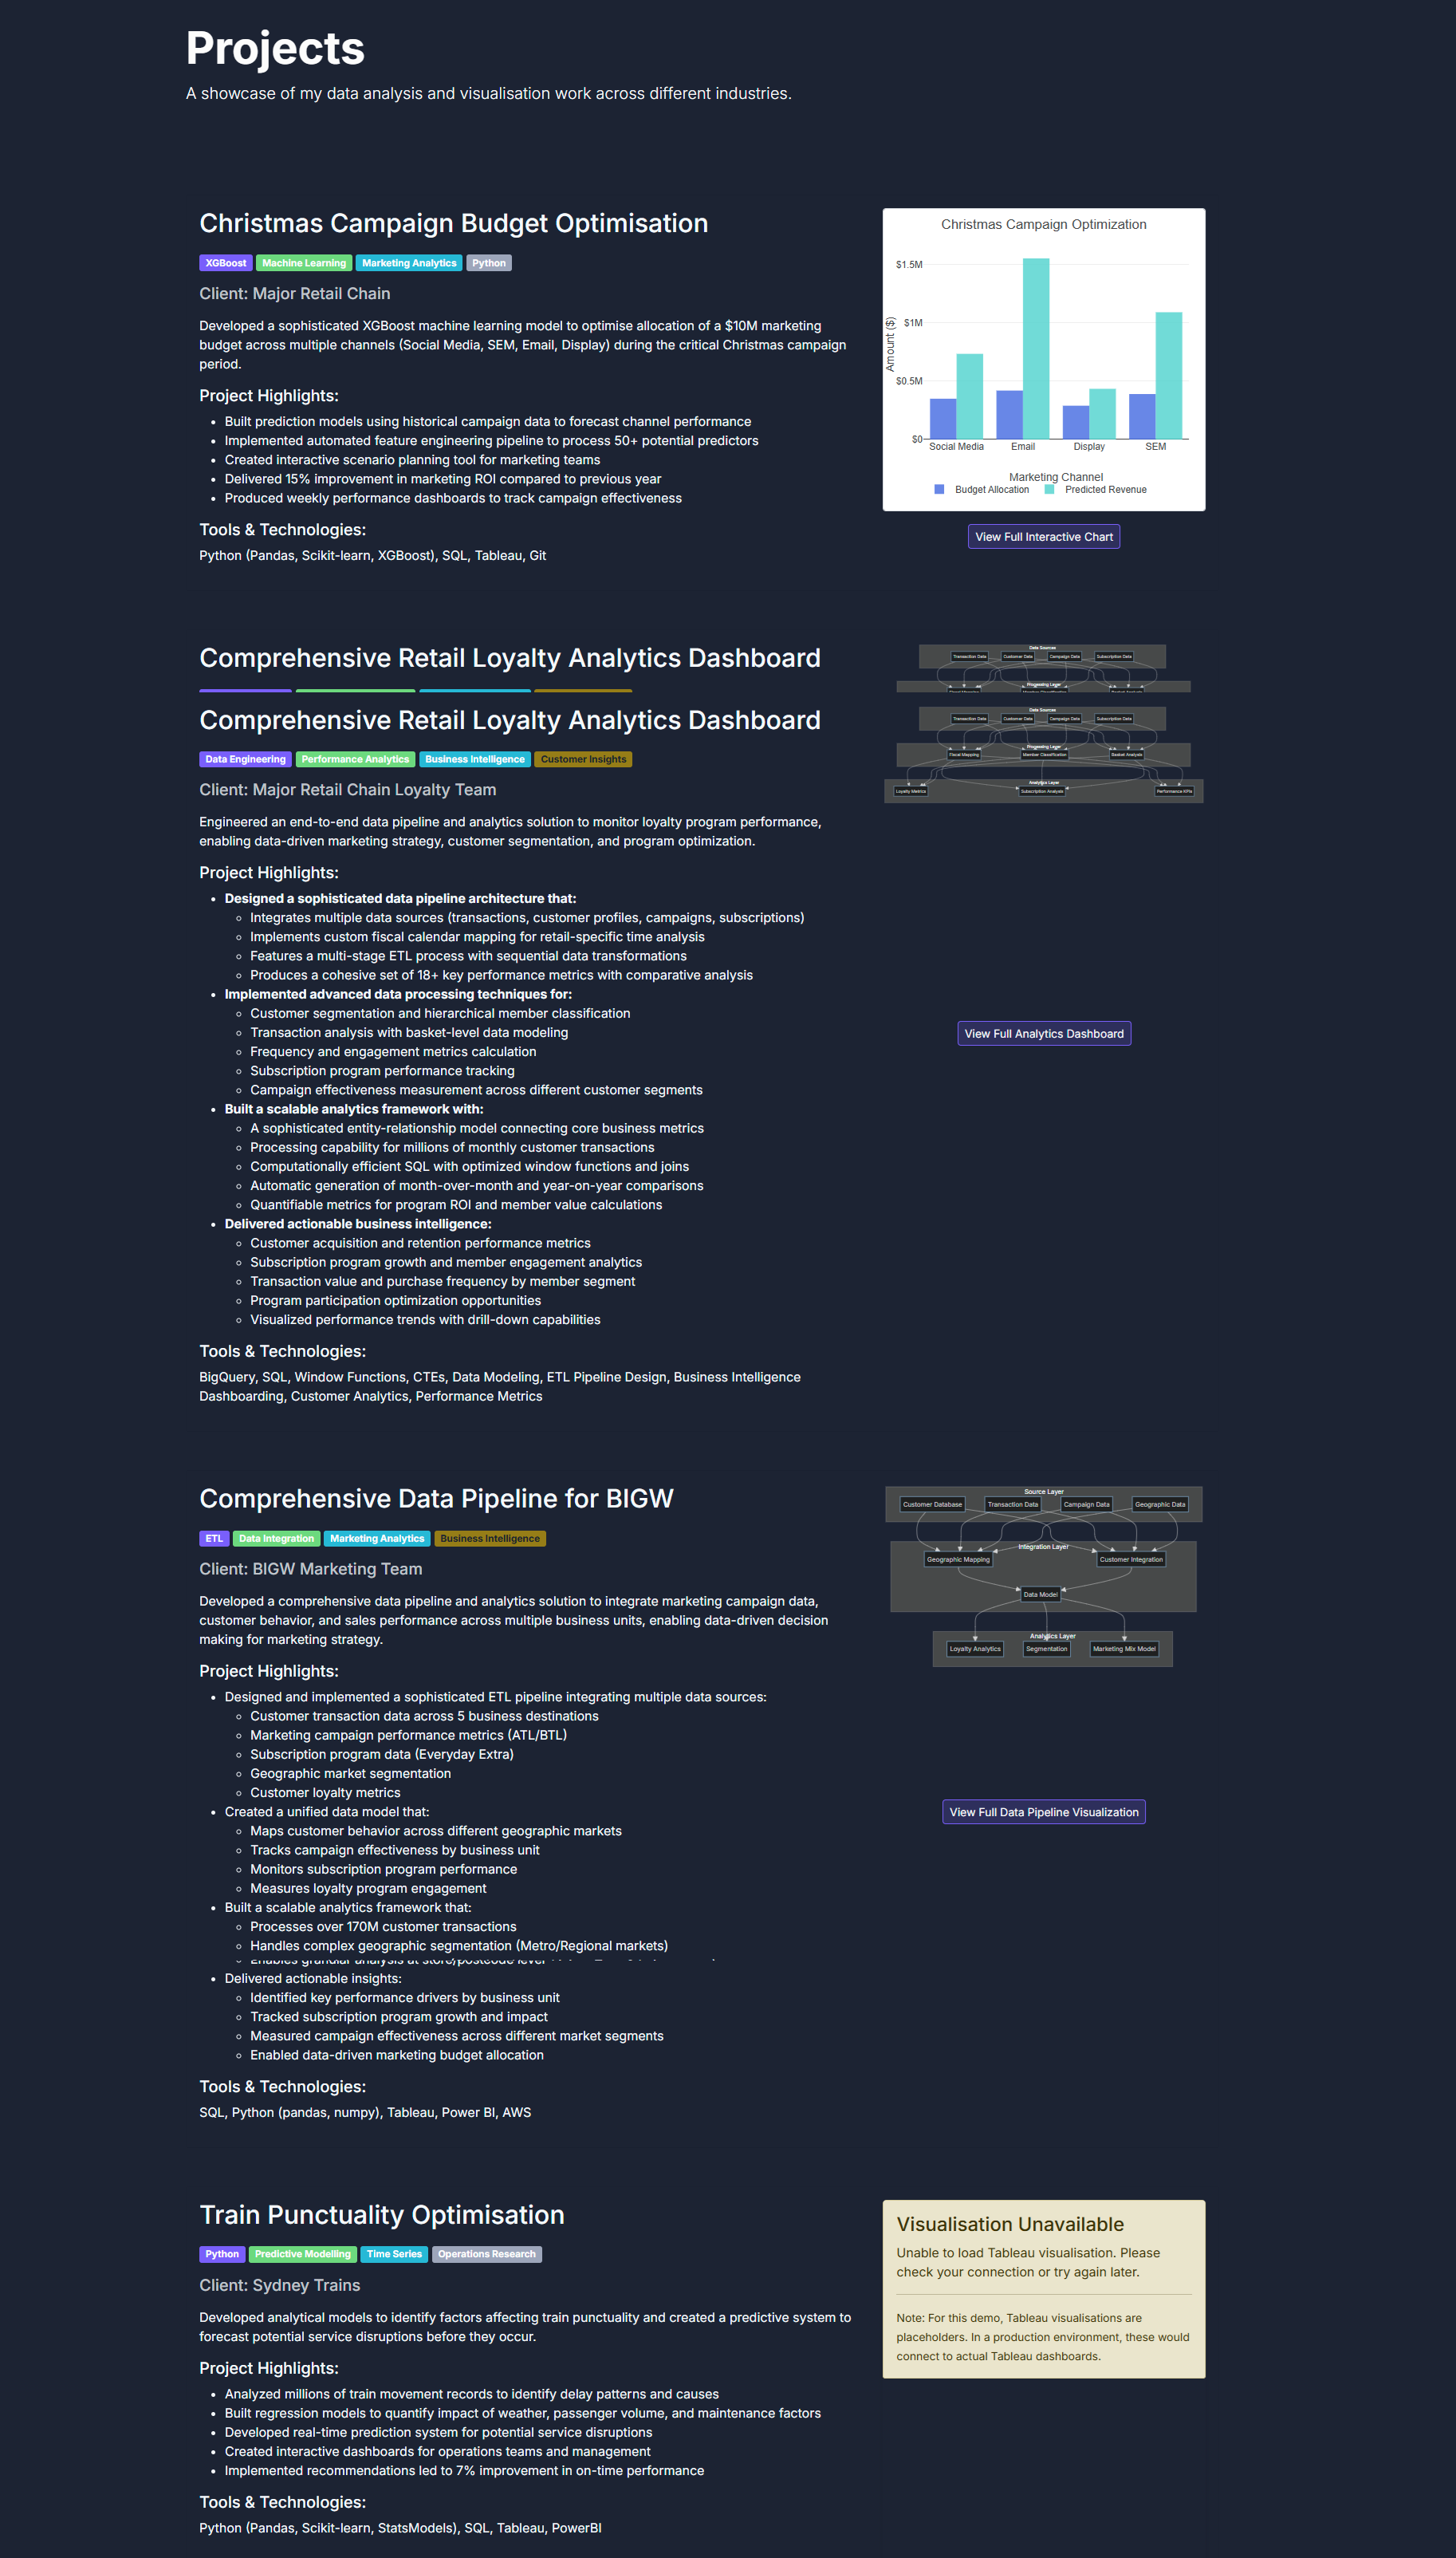 Projects
A showcase of my data analysis and visualisation work across different industries.
Christmas Campaign Budget Optimisation
XGBoost Machine Learning Marketing Analytics Python
Client: Major Retail Chain
Developed a sophisticated XGBoost machine learning model to optimise allocation of a $10M marketing
budget across multiple channels (Social Media, SEM, Email, Display) during the critical Christmas campaign
period.
Project Highlights:
• Built prediction models using historical campaign data to forecast channel performance
• Implemented automated feature engineering pipeline to process 50+ potential predictors
• Created interactive scenario planning tool for marketing teams
• Delivered 15% improvement in marketing ROI compared to previous year
• Produced weekly performance dashboards to track campaign effectiveness
Tools & Technologies:
Python (Pandas, Scikit-learn, XGBoost), SQL, Tableau, Git
Christmas Campaign Optimization
$1.5M
$1M
$0.5M
$0
Amount ($)
Social Media Email Display SEM
Marketing Channel
Budget Allocation Predicted Revenue
View Full Interactive Chart
Comprehensive Retail Loyalty Analytics Dashboard
Data Sources
Transaction Data Customer Data Campaign Data Subscription Data
Processing Layer
Comprehensive Retail Loyalty Analytics Dashboard
Data Engineering Performance Analytics Business Intelligence Customer Insights
Client: Major Retail Chain Loyalty Team
Engineered an end-to-end data pipeline and analytics solution to monitor loyalty program performance,
enabling data-driven marketing strategy, customer segmentation, and program optimization.
Project Highlights:
• Designed a sophisticated data pipeline architecture that:
◦ Integrates multiple data sources (transactions, customer profiles, campaigns, subscriptions)
◦ Implements custom fiscal calendar mapping for retail-specific time analysis
◦ Features a multi-stage ETL process with sequential data transformations
◦ Produces a cohesive set of 18+ key performance metrics with comparative analysis
• Implemented advanced data processing techniques for:
◦ Customer segmentation and hierarchical member classification
◦ Transaction analysis with basket-level data modeling
◦ Frequency and engagement metrics calculation
◦ Subscription program performance tracking
◦ Campaign effectiveness measurement across different customer segments
• Built a scalable analytics framework with:
◦ A sophisticated entity-relationship model connecting core business metrics
◦ Processing capability for millions of monthly customer transactions
◦ Computationally efficient SQL with optimized window functions and joins
◦ Automatic generation of month-over-month and year-on-year comparisons
◦ Quantifiable metrics for program ROI and member value calculations
• Delivered actionable business intelligence:
◦ Customer acquisition and retention performance metrics
◦ Subscription program growth and member engagement analytics
◦ Transaction value and purchase frequency by member segment
◦ Program participation optimization opportunities
◦ Visualized performance trends with drill-down capabilities
Tools & Technologies:
BigQuery, SQL, Window Functions, CTEs, Data Modeling, ETL Pipeline Design, Business Intelligence
Dashboarding, Customer Analytics, Performance Metrics
Data Sources
Transaction Data Customer Data Campaign Data Subscription Data
Processing Layer
Fiscal Mapping Member Classification Basket Analysis
Analytics Layer
Loyalty Metrics Subscription Analysis Performance KPIs
View Full Analytics Dashboard
Comprehensive Data Pipeline for BIGW
ETL Data Integration Marketing Analytics Business Intelligence
Client: BIGW Marketing Team
Developed a comprehensive data pipeline and analytics solution to integrate marketing campaign data,
customer behavior, and sales performance across multiple business units, enabling data-driven decision
making for marketing strategy.
Project Highlights:
• Designed and implemented a sophisticated ETL pipeline integrating multiple data sources:
◦ Customer transaction data across 5 business destinations
◦ Marketing campaign performance metrics (ATL/BTL)
◦ Subscription program data (Everyday Extra)
◦ Geographic market segmentation
◦ Customer loyalty metrics
• Created a unified data model that:
◦ Maps customer behavior across different geographic markets
◦ Tracks campaign effectiveness by business unit
◦ Monitors subscription program performance
◦ Measures loyalty program engagement
• Built a scalable analytics framework that:
◦ Processes over 170M customer transactions
◦ Handles complex geographic segmentation (Metro/Regional markets)
◦ Enables granular analysis at store/postcode level
• Delivered actionable insights:
◦ Identified key performance drivers by business unit
◦ Tracked subscription program growth and impact
◦ Measured campaign effectiveness across different market segments
◦ Enabled data-driven marketing budget allocation
Tools & Technologies:
SQL, Python (pandas, numpy), Tableau, Power BI, AWS
Source Layer
Customer Database Transaction Data Campaign Data Geographic Data
Integration Layer
Geographic Mapping Customer Integration
Data Model
Analytics Layer
Loyalty Analytics Segmentation Marketing Mix Model
View Full Data Pipeline Visualization
Train Punctuality Optimisation
Python Predictive Modelling Time Series Operations Research
Client: Sydney Trains
Developed analytical models to identify factors affecting train punctuality and created a predictive system to
forecast potential service disruptions before they occur.
Project Highlights:
• Analyzed millions of train movement records to identify delay patterns and causes
• Built regression models to quantify impact of weather, passenger volume, and maintenance factors
• Developed real-time prediction system for potential service disruptions
• Created interactive dashboards for operations teams and management
• Implemented recommendations led to 7% improvement in on-time performance
Tools & Technologies:
Python (Pandas, Scikit-learn, StatsModels), SQL, Tableau, PowerBI
Visualisation Unavailable
Unable to load Tableau visualisation. Please
check your connection or try again later.
Note: For this demo, Tableau visualisations are
placeholders. In a production environment, these would
connect to actual Tableau dashboards.